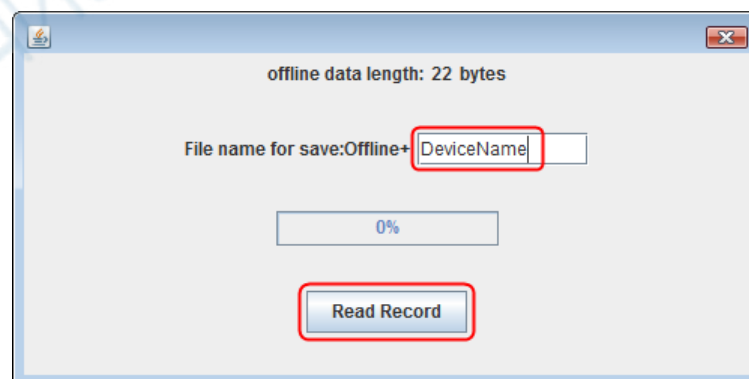 offline data length: 22 bytes
File name for save:Offline+ DeviceName
0%
Read Record